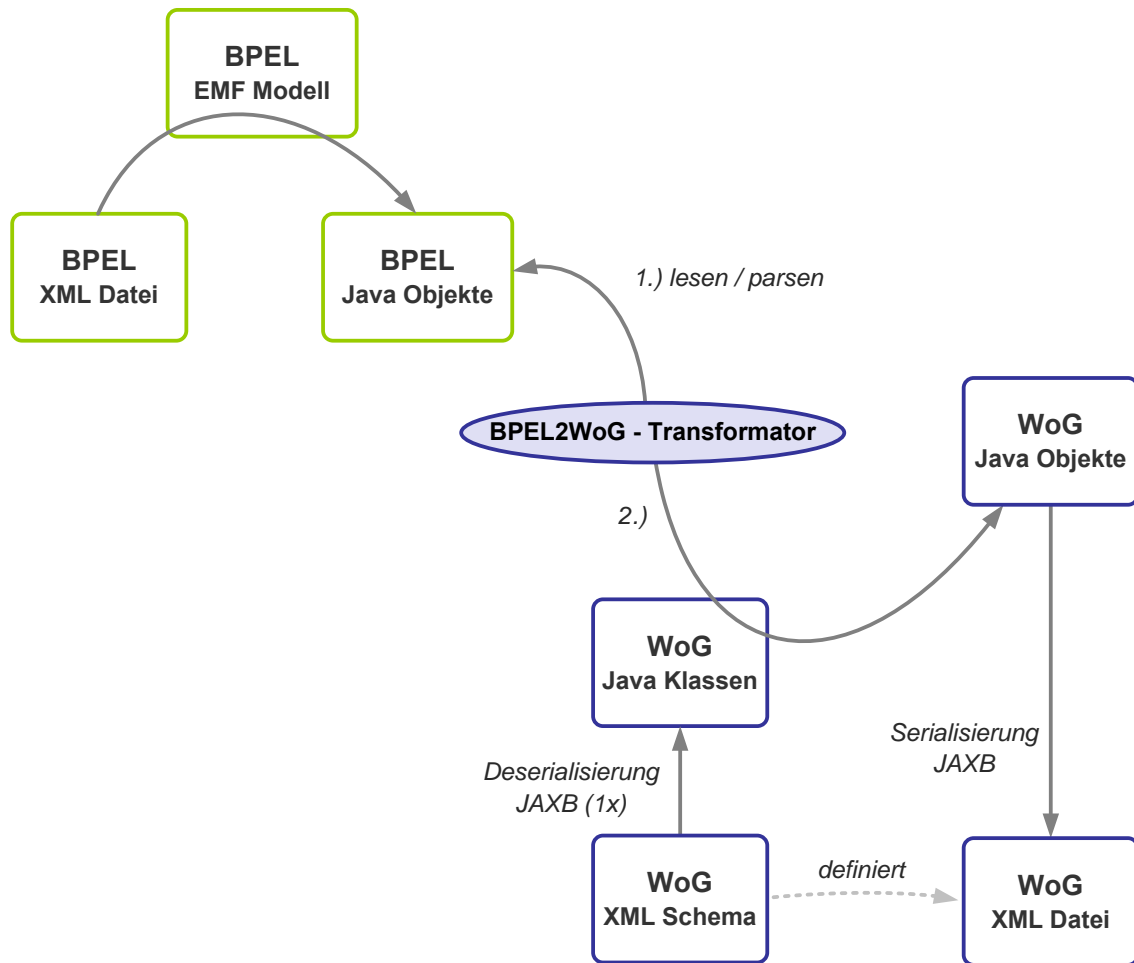 BPEL
EMF Modell
BPEL
XML Datei
BPEL
Java Objekte
1.) lesen / parsen
BPEL2WoG - Transformator
WoG
Java Objekte
2.)
WoG
Java Klassen
Serialisierung
JAXB
Deserialisierung
JAXB (1x)
WoG
XML Schema
definiert
WoG
XML Datei